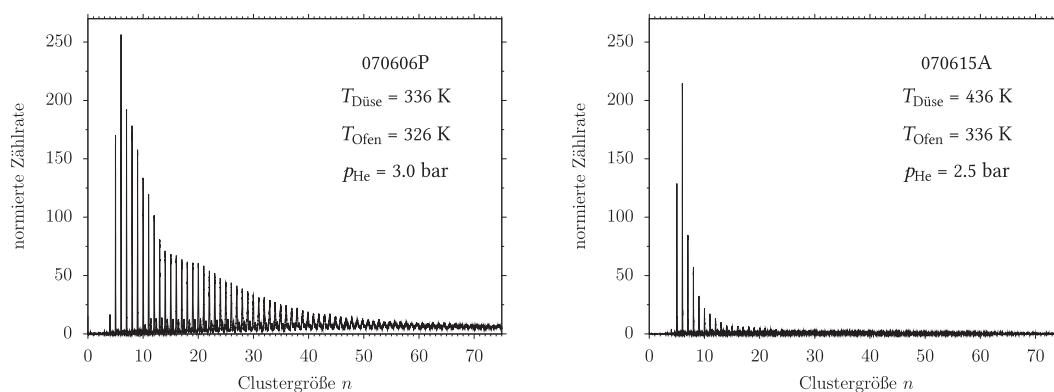 250
200
150
100
50
0
normierte Zählrate
070606P
T_Düse = 336 K
T_Ofen = 326 K
p_He = 3.0 bar
0 10 20 30 40 50 60 70
Clustergröße n
250
200
150
100
50
0
normierte Zählrate
070615A
T_Düse = 436 K
T_Ofen = 336 K
p_He = 2.5 bar
0 10 20 30 40 50 60 70
Clustergröße n